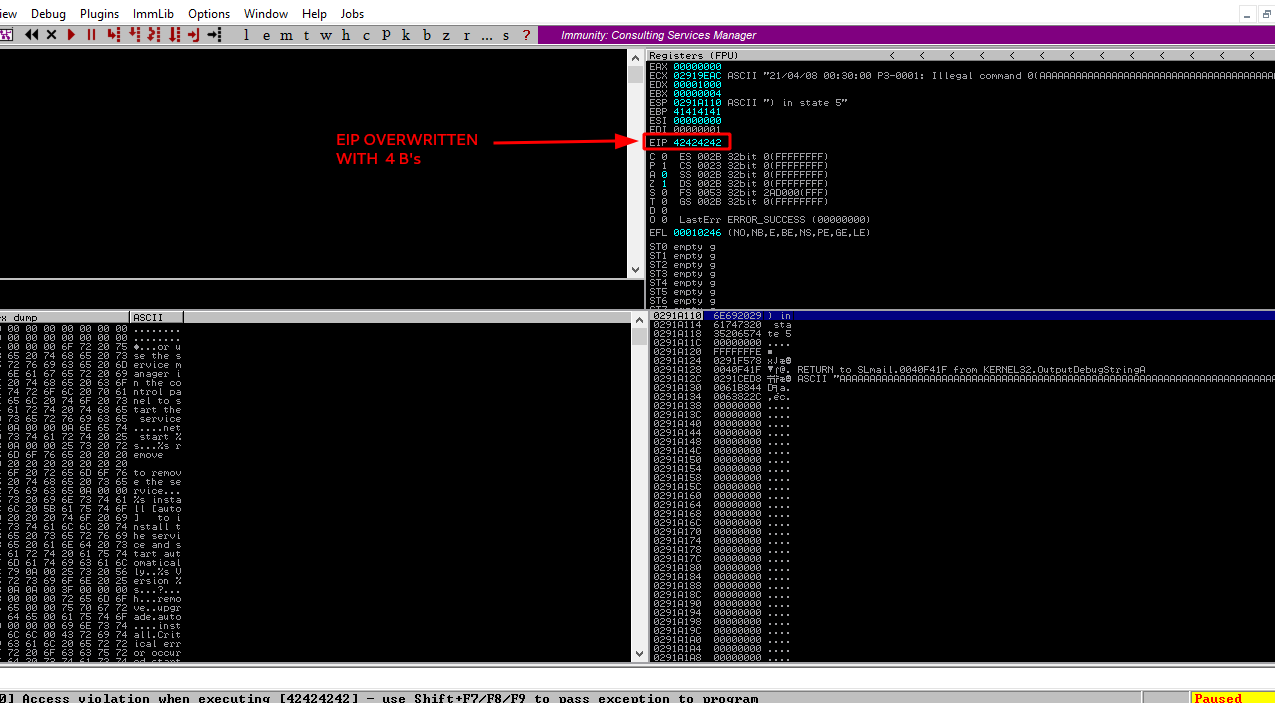 iew Debug Plugins ImmLib Options Window Help Jobs
l e m t w h c p k b z r ... s ?
Immunity: Consulting Services Manager
Registers (FPU)
EAX 00000000
ECX 02919EAC ASCII "21/04/08 00:30:00 P3-0001: Illegal command 0(AAAAAAAAAAAAAAAAAAAAAAAAAAAAAAAAAAAAAAA
EDX 00001000
EBX 00000004
ESP 0291A110 ASCII ") in state 5"
EBP 41414141
ESI 00000000
EDI 00000001
EIP 42424242
EIP OVERWRITTEN
WITH 4 B's
C 0 ES 002B 32bit 0(FFFFFFFF)
P 1 CS 0023 32bit 0(FFFFFFFF)
A 0 SS 002B 32bit 0(FFFFFFFF)
Z 1 DS 002B 32bit 0(FFFFFFFF)
S 0 FS 0053 32bit 2AD000(FFF)
T 0 GS 002B 32bit 0(FFFFFFFF)
D 0
O 0 LastErr ERROR_SUCCESS (00000000)
EFL 00010246 (NO,NB,E,BE,NS,PE,GE,LE)
ST0 empty g
ST1 empty g
ST2 empty g
ST3 empty g
ST4 empty g
ST5 empty g
ST6 empty g
x dump ASCII
00 00 00 00 00 00 00 ........
00 00 00 00 00 00 00 ........
00 00 00 6F 72 20 75 ♦...or u
65 20 74 68 65 20 73 se the s
72 76 69 63 65 20 6D ervice m
6E 61 67 65 72 20 69 anager i
20 74 68 65 20 63 6F n the co
74 72 6F 6C 20 70 61 ntrol pa
65 6C 20 74 6F 20 73 nel to s
61 72 74 20 74 68 65 tart the
73 65 72 76 69 63 65 service
0A 00 00 0A 6E 65 74 .....net
73 74 61 72 74 20 25 start %
0A 00 00 25 73 20 72 s...%s r
6D 6F 76 65 20 20 20 emove
20 20 20 20 20 20 20
6F 20 72 65 6D 6F 76 to remov
20 74 68 65 20 73 65 e the se
76 69 63 65 0A 00 00 rvice...
73 20 69 6E 73 74 61 %s insta
6C 20 5B 61 75 74 6F ll [auto
20 20 20 74 6F 20 69 ] to i
73 74 61 6C 6C 20 74 nstall t
65 20 73 65 72 76 69 he servi
65 20 61 6E 64 20 73 ce and s
61 72 74 20 61 75 74 tart aut
6D 61 74 69 63 61 6C omatical
79 0A 00 25 73 20 56 ly..%s V
72 73 69 6F 6E 20 25 ersion %
0A 0A 00 3F 00 00 00 s...?...
00 00 00 72 65 6D 6F h...remo
65 00 00 75 70 67 72 ve..upgr
64 65 00 61 75 74 6F ade.auto
00 00 00 69 6E 73 74 ....inst
6C 6C 00 43 72 69 74 all.Crit
63 61 6C 20 65 72 72 ical err
72 20 6F 63 63 75 72 or occur
0291A110 6E692029 ) in
0291A114 61747320 sta
0291A118 35206574 te 5
0291A11C 00000000 ....
0291A120 FFFFFFFE
0291A124 0291F578
0291A128 0040F41F RETURN to SLmail.0040F41F from KERNEL32.OutputDebugStringA
0291A12C 0291CED8 ASCII "AAAAAAAAAAAAAAAAAAAAAAAAAAAAAAAAAAAAAAAAAAAAAAAAAAAAAAAAAAAAAAAAAAAAAAAA
0291A130 0061B844
0291A134 0063822C
0291A138 00000000 ....
0291A13C 00000000 ....
0291A140 00000000 ....
0291A144 00000000 ....
0291A148 00000000 ....
0291A14C 00000000 ....
0291A150 00000000 ....
0291A154 00000000 ....
0291A158 00000000 ....
0291A15C 00000000 ....
0291A160 00000000 ....
0291A164 00000000 ....
0291A168 00000000 ....
0291A16C 00000000 ....
0291A170 00000000 ....
0291A174 00000000 ....
0291A178 00000000 ....
0291A17C 00000000 ....
0291A180 00000000 ....
0291A184 00000000 ....
0291A188 00000000 ....
0291A18C 00000000 ....
0291A190 00000000 ....
0291A194 00000000 ....
0291A198 00000000 ....
0291A19C 00000000 ....
0291A1A0 00000000 ....
0291A1A4 00000000 ....
0291A1A8 00000000 ....
0] Access violation when executing [42424242] - use Shift+F7/F8/F9 to pass exception to program
Paused